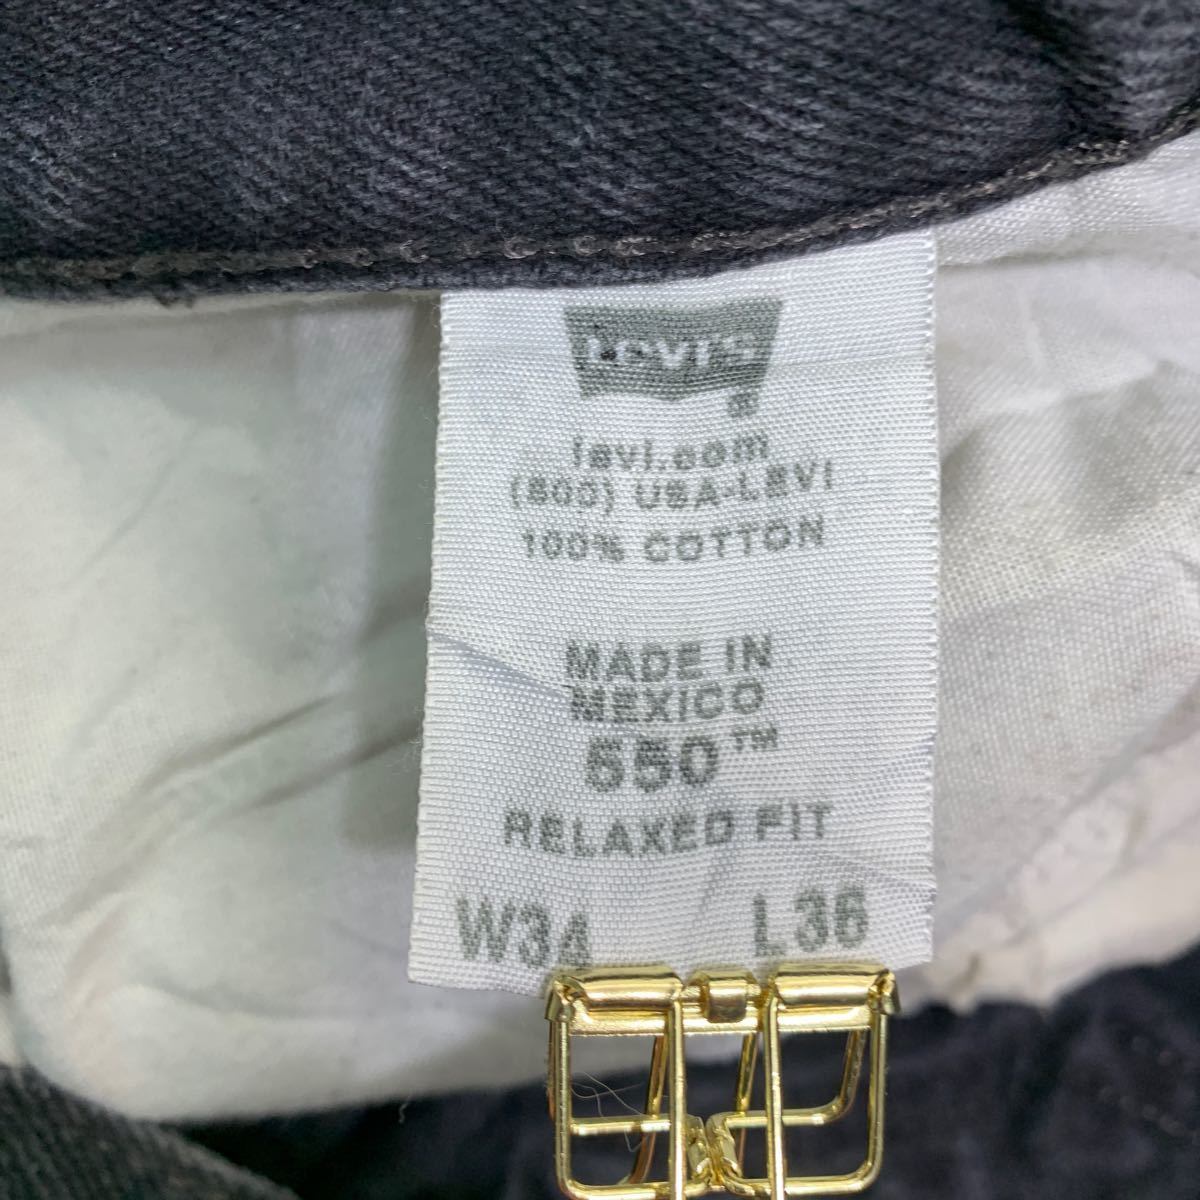 Levi's
®
levi.com
(800) USA-LEVI
100% COTTON
MADE IN
MEXICO
550™
RELAXED FIT
W34 L36